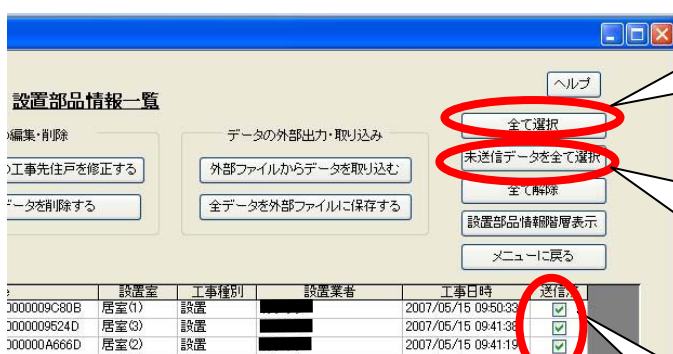 ヘルプ
設置部品情報一覧
全て選択
編集・削除
データの外部出力・取り込み
未送信データを全て選択
工事先住戸を修正する
外部ファイルからデータを取り込む
全て解除
データを削除する
全データを外部ファイルに保存する
設置部品情報階層表示
メニューに戻る
設置室 工事種別 設置業者 工事日時 送信
0000009C80B 居室(1) 設置 2007/05/15 09:50:33
0000009524D 居室(3) 設置 2007/05/15 09:41:38
000000A666D 居室(2) 設置 2007/05/15 09:41:19